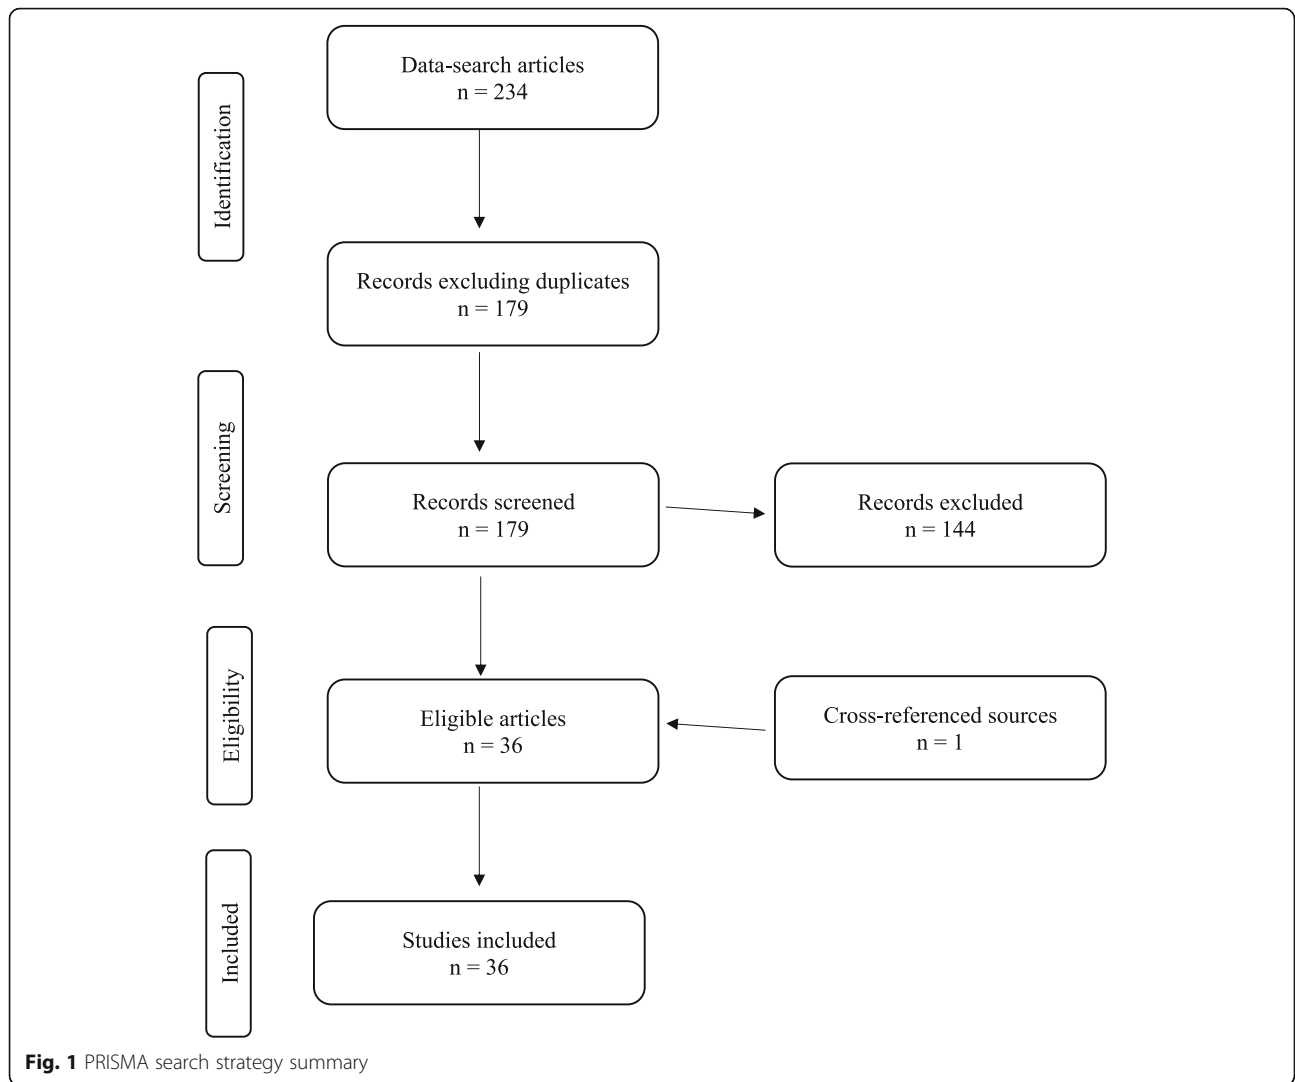 Identification
Data-search articles
n = 234
Records excluding duplicates
n = 179
Screening
Records screened
n = 179
Records excluded
n = 144
Eligibility
Eligible articles
n = 36
Cross-referenced sources
n = 1
Included
Studies included
n = 36
Fig. 1 PRISMA search strategy summary